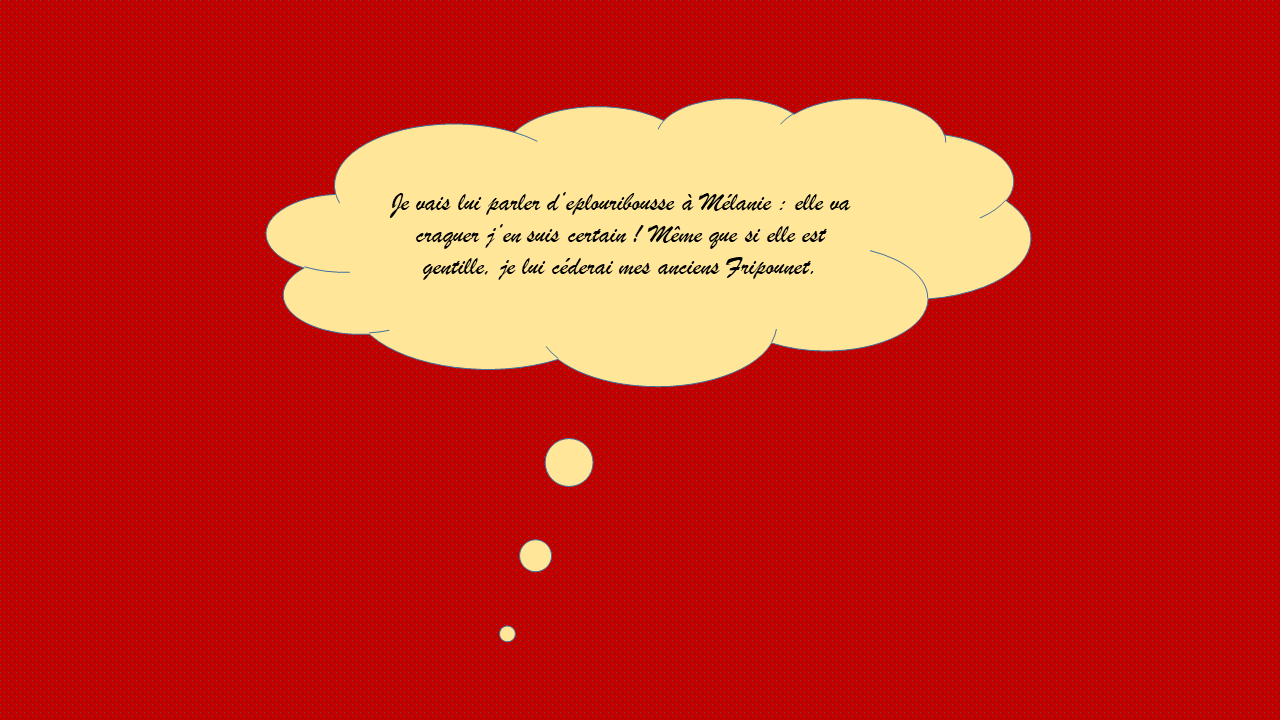 Je vais lui parler d'eplouribousse à Mélanie : elle va
craquer j'en suis certain ! Même que si elle est
gentille, je lui céderai mes anciens Fripounet.